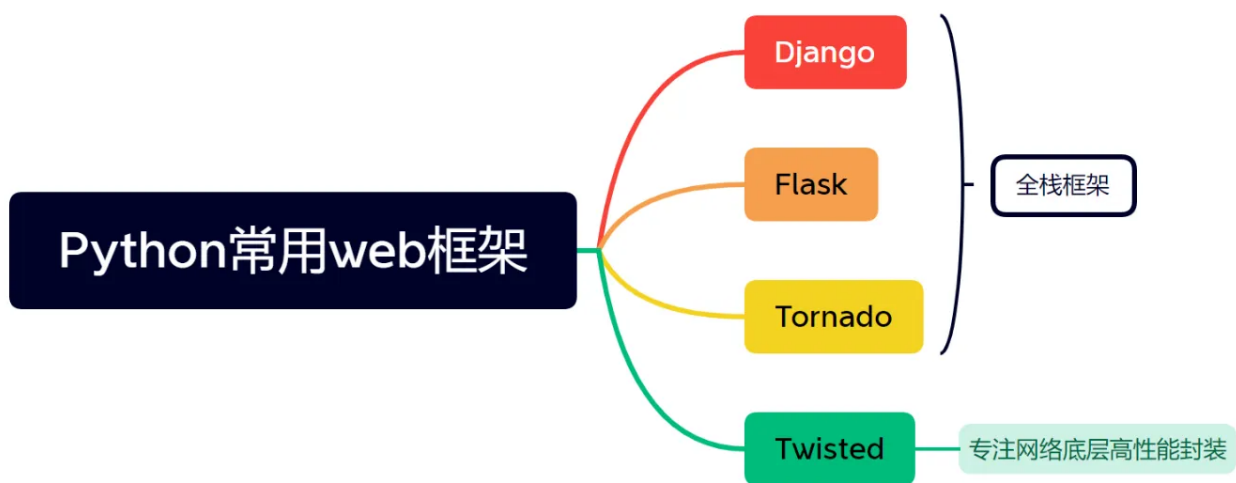 Python常用web框架
Django
Flask
Tornado
全栈框架
Twisted
专注网络底层高性能封装